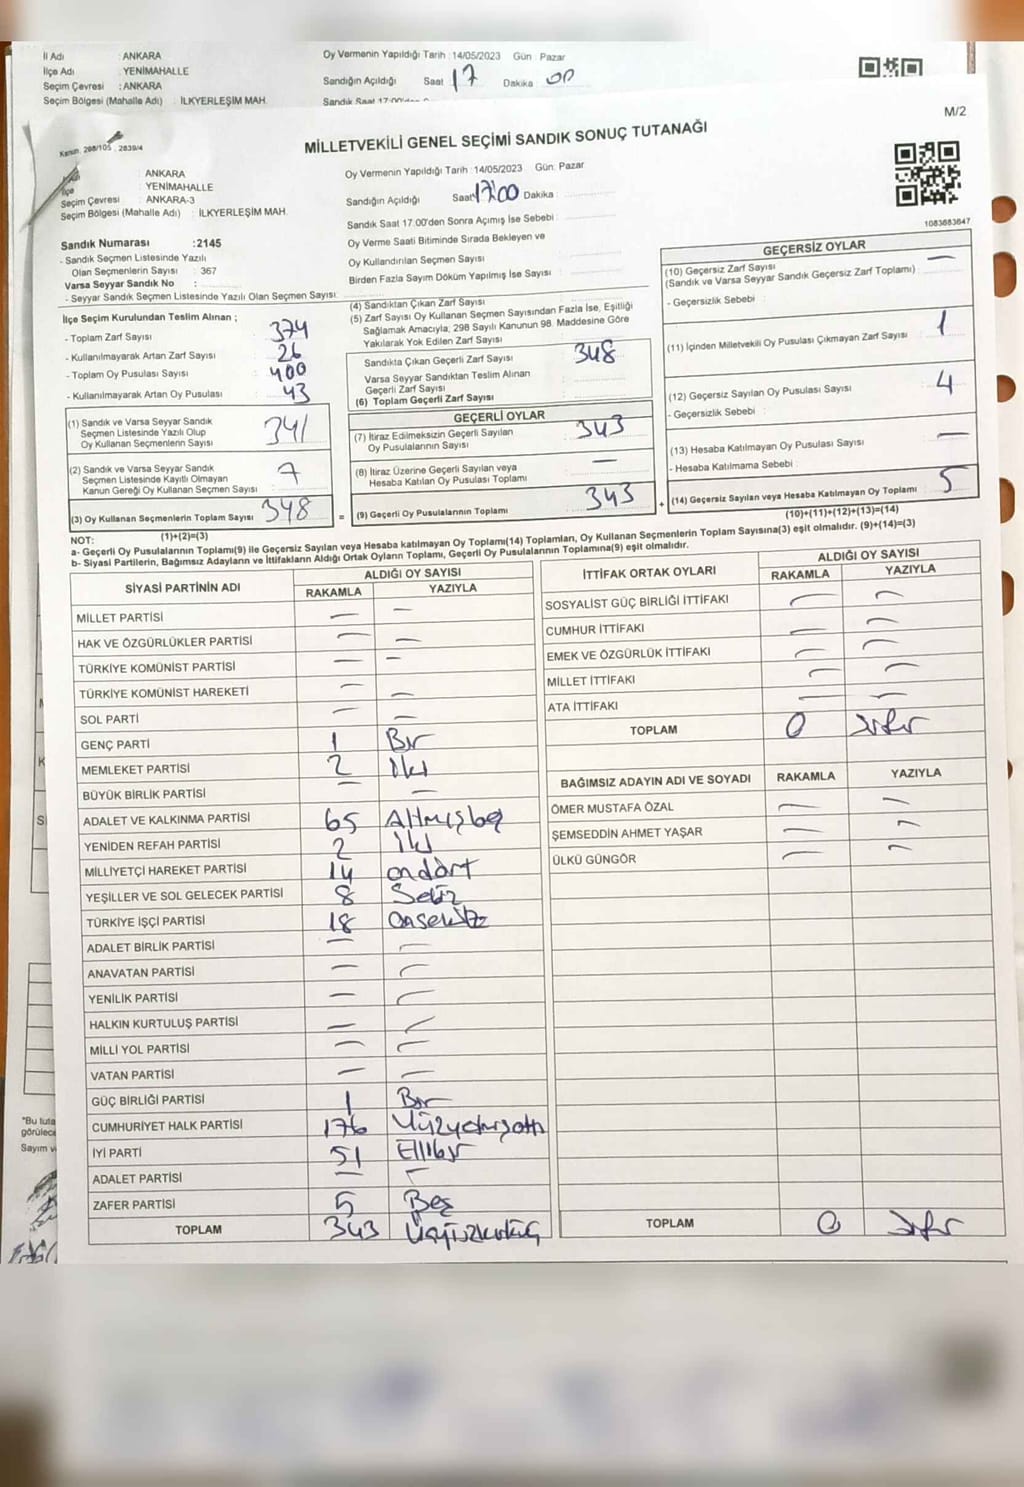 İl Adı : ANKARA
İlçe Adı : YENİMAHALLE
Seçim Çevresi : ANKARA
Seçim Bölgesi (Mahalle Adı) : İLKYERLEŞİM MAH.
Oy Vermenin Yapıldığı Tarih : 14/05/2023 Gün Pazar
Sandığın Açıldığı Saat 17 Dakika 00
Sandık Saat 17:00'den
M/2
Kanun. 298/105 . 2839/4
MİLLETVEKİLİ GENEL SEÇİMİ SANDIK SONUÇ TUTANAĞI
: ANKARA
İlçe : YENİMAHALLE
Seçim Çevresi : ANKARA-3
Seçim Bölgesi (Mahalle Adı) : İLKYERLEŞİM MAH.
Oy Vermenin Yapıldığı Tarih : 14/05/2023 Gün: Pazar
Sandığın Açıldığı Saat 17:00 Dakika :
Sandık Saat 17.00'den Sonra Açımış İse Sebebi :
Oy Verme Saati Bitiminde Sırada Bekleyen ve
Oy Kullandırılan Seçmen Sayısı :
Birden Fazla Sayım Döküm Yapılmış İse Sayısı :
1083683647
Sandık Numarası :2145
- Sandık Seçmen Listesinde Yazılı
Olan Seçmenlerin Sayısı : 367
Varsa Seyyar Sandık No :
- Seyyar Sandık Seçmen Listesinde Yazılı Olan Seçmen Sayısı:
İlçe Seçim Kurulundan Teslim Alınan ;
- Toplam Zarf Sayısı : 374
- Kullanılmayarak Artan Zarf Sayısı : 26
- Toplam Oy Pusulası Sayısı : 400
- Kullanılmayarak Artan Oy Pusulası : 43
(1) Sandık ve Varsa Seyyar Sandık
Seçmen Listesinde Yazılı Olup
Oy Kullanan Seçmenlerin Sayısı : 341
(2) Sandık ve Varsa Seyyar Sandık
Seçmen Listesinde Kayıtlı Olmayan
Kanun Gereği Oy Kullanan Seçmen Sayısı : 7
(3) Oy Kullanan Seçmenlerin Toplam Sayısı : 348
(1)+(2)=(3)
(4) Sandıktan Çıkan Zarf Sayısı :
(5) Zarf Sayısı Oy Kullanan Seçmen Sayısından Fazla İse, Eşitliği
Sağlamak Amacıyla, 298 Sayılı Kanunun 98. Maddesine Göre
Yakılarak Yok Edilen Zarf Sayısı :
Sandıkta Çıkan Geçerli Zarf Sayısı : 348
Varsa Seyyar Sandıktan Teslim Alınan
Geçerli Zarf Sayısı :
(6) Toplam Geçerli Zarf Sayısı :
GEÇERLİ OYLAR
(7) İtiraz Edilmeksizin Geçerli Sayılan
Oy Pusulalarının Sayısı : 343
(8) İtiraz Üzerine Geçerli Sayılan veya
Hesaba Katılan Oy Pusulası Toplamı : —
= (9) Geçerli Oy Pusulalarının Toplamı : 343
GEÇERSİZ OYLAR
(10) Geçersiz Zarf Sayısı : —
(Sandık ve Varsa Seyyar Sandık Geçersiz Zarf Toplamı)
- Geçersizlik Sebebi :
(11) İçinden Milletvekili Oy Pusulası Çıkmayan Zarf Sayısı : 1
(12) Geçersiz Sayılan Oy Pusulası Sayısı : 4
- Geçersizlik Sebebi :
(13) Hesaba Katılmayan Oy Pusulası Sayısı : —
- Hesaba Katılmama Sebebi :
+ (14) Geçersiz Sayılan veya Hesaba Katılmayan Oy Toplamı : 5
(10)+(11)+(12)+(13)=(14)
NOT:
a- Geçerli Oy Pusulalarının Toplamı(9) ile Geçersiz Sayılan veya Hesaba katılmayan Oy Toplamı(14) Toplamları, Oy Kullanan Seçmenlerin Toplam Sayısına(3) eşit olmalıdır. (9)+(14)=(3)
b- Siyasi Partilerin, Bağımsız Adayların ve İttifakların Aldığı Ortak Oyların Toplamı, Geçerli Oy Pusulalarının Toplamına(9) eşit olmalıdır.
SİYASİ PARTİNİN ADI ALDIĞI OY SAYISI
RAKAMLA YAZIYLA
MİLLET PARTİSİ — —
HAK VE ÖZGÜRLÜKLER PARTİSİ — —
TÜRKİYE KOMÜNİST PARTİSİ — —
TÜRKİYE KOMÜNİST HAREKETİ — —
SOL PARTİ — —
GENÇ PARTİ 1 Bir
MEMLEKET PARTİSİ 2 iki
BÜYÜK BİRLİK PARTİSİ — —
ADALET VE KALKINMA PARTİSİ 65 Altmışbeş
YENİDEN REFAH PARTİSİ 2 iki
MİLLİYETÇİ HAREKET PARTİSİ 14 ondört
YEŞİLLER VE SOL GELECEK PARTİSİ 8 Sekiz
TÜRKİYE İŞÇİ PARTİSİ 18 onsekiz
ADALET BİRLİK PARTİSİ — —
ANAVATAN PARTİSİ — —
YENİLİK PARTİSİ — —
HALKIN KURTULUŞ PARTİSİ — —
MİLLİ YOL PARTİSİ — —
VATAN PARTİSİ — —
GÜÇ BİRLİĞİ PARTİSİ 1 Bir
CUMHURİYET HALK PARTİSİ 176 Yüzyetmişaltı
İYİ PARTİ 51 Ellibir
ADALET PARTİSİ — —
ZAFER PARTİSİ 5 Beş
TOPLAM 343 Üçyüzkırküç
İTTİFAK ORTAK OYLARI ALDIĞI OY SAYISI
RAKAMLA YAZIYLA
SOSYALİST GÜÇ BİRLİĞİ İTTİFAKI — —
CUMHUR İTTİFAKI — —
EMEK VE ÖZGÜRLÜK İTTİFAKI — —
MİLLET İTTİFAKI — —
ATA İTTİFAKI — —
TOPLAM 0 sıfır
BAĞIMSIZ ADAYIN ADI VE SOYADI RAKAMLA YAZIYLA
ÖMER MUSTAFA ÖZAL — —
ŞEMSEDDİN AHMET YAŞAR — —
ÜLKÜ GÜNGÖR — —
TOPLAM 0 sıfır
*Bu tuta
görülece
Sayım v